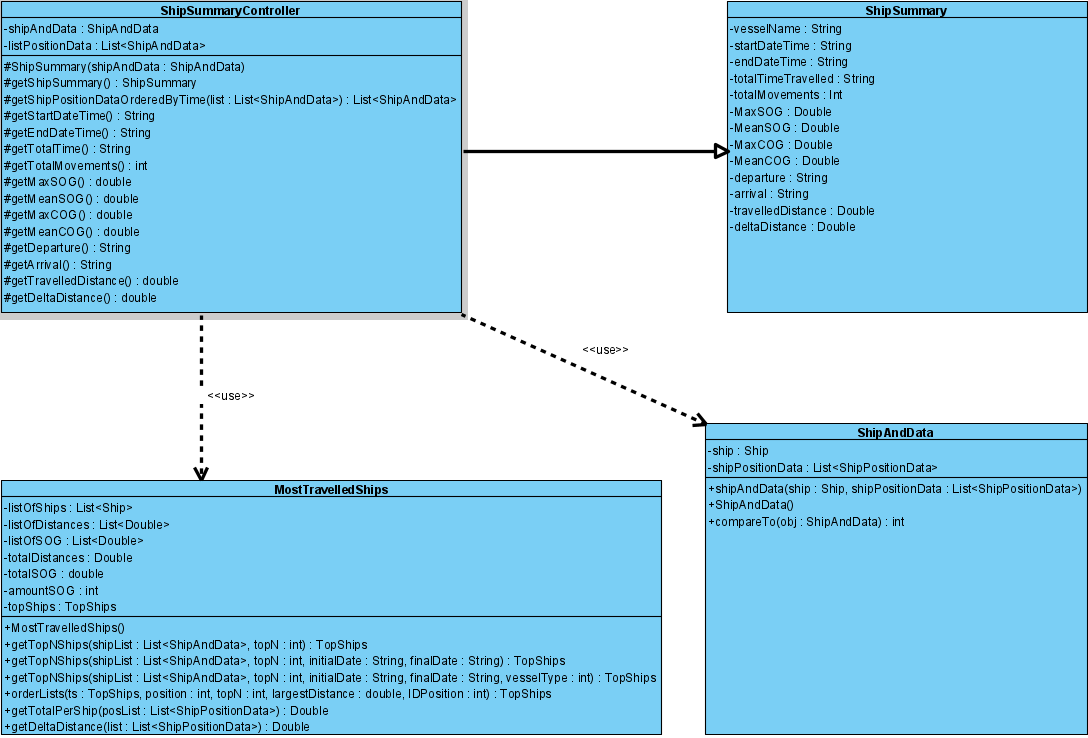 ShipSummaryController
-shipAndData : ShipAndData
-listPositionData : List<ShipAndData>
#ShipSummary(shipAndData : ShipAndData)
#getShipSummary() : ShipSummary
#getShipPositionDataOrderedByTime(list : List<ShipAndData>) : List<ShipAndData>
#getStartDateTime() : String
#getEndDateTime() : String
#getTotalTime() : String
#getTotalMovements() : int
#getMaxSOG() : double
#getMeanSOG() : double
#getMaxCOG() : double
#getMeanCOG() : double
#getDeparture() : String
#getArrival() : String
#getTravelledDistance() : double
#getDeltaDistance() : double
ShipSummary
-vesselName : String
-startDateTime : String
-endDateTime : String
-totalTimeTravelled : String
-totalMovements : Int
-MaxSOG : Double
-MeanSOG : Double
-MaxCOG : Double
-MeanCOG : Double
-departure : String
-arrival : String
-travelledDistance : Double
-deltaDistance : Double
<<use>>
<<use>>
MostTravelledShips
-listOfShips : List<Ship>
-listOfDistances : List<Double>
-listOfSOG : List<Double>
-totalDistances : Double
-totalSOG : double
-amountSOG : int
-topShips : TopShips
+MostTravelledShips()
+getTopNShips(shipList : List<ShipAndData>, topN : int) : TopShips
+getTopNShips(shipList : List<ShipAndData>, topN : int, initialDate : String, finalDate : String) : TopShips
+getTopNShips(shipList : List<ShipAndData>, topN : int, initialDate : String, finalDate : String, vesselType : int) : TopShips
+orderLists(ts : TopShips, position : int, topN : int, largestDistance : double, IDPosition : int) : TopShips
+getTotalPerShip(posList : List<ShipPositionData>) : Double
+getDeltaDistance(list : List<ShipPositionData>) : Double
ShipAndData
-ship : Ship
-shipPositionData : List<ShipPositionData>
+shipAndData(ship : Ship, shipPositionData : List<ShipPositionData>)
+ShipAndData()
+compareTo(obj : ShipAndData) : int